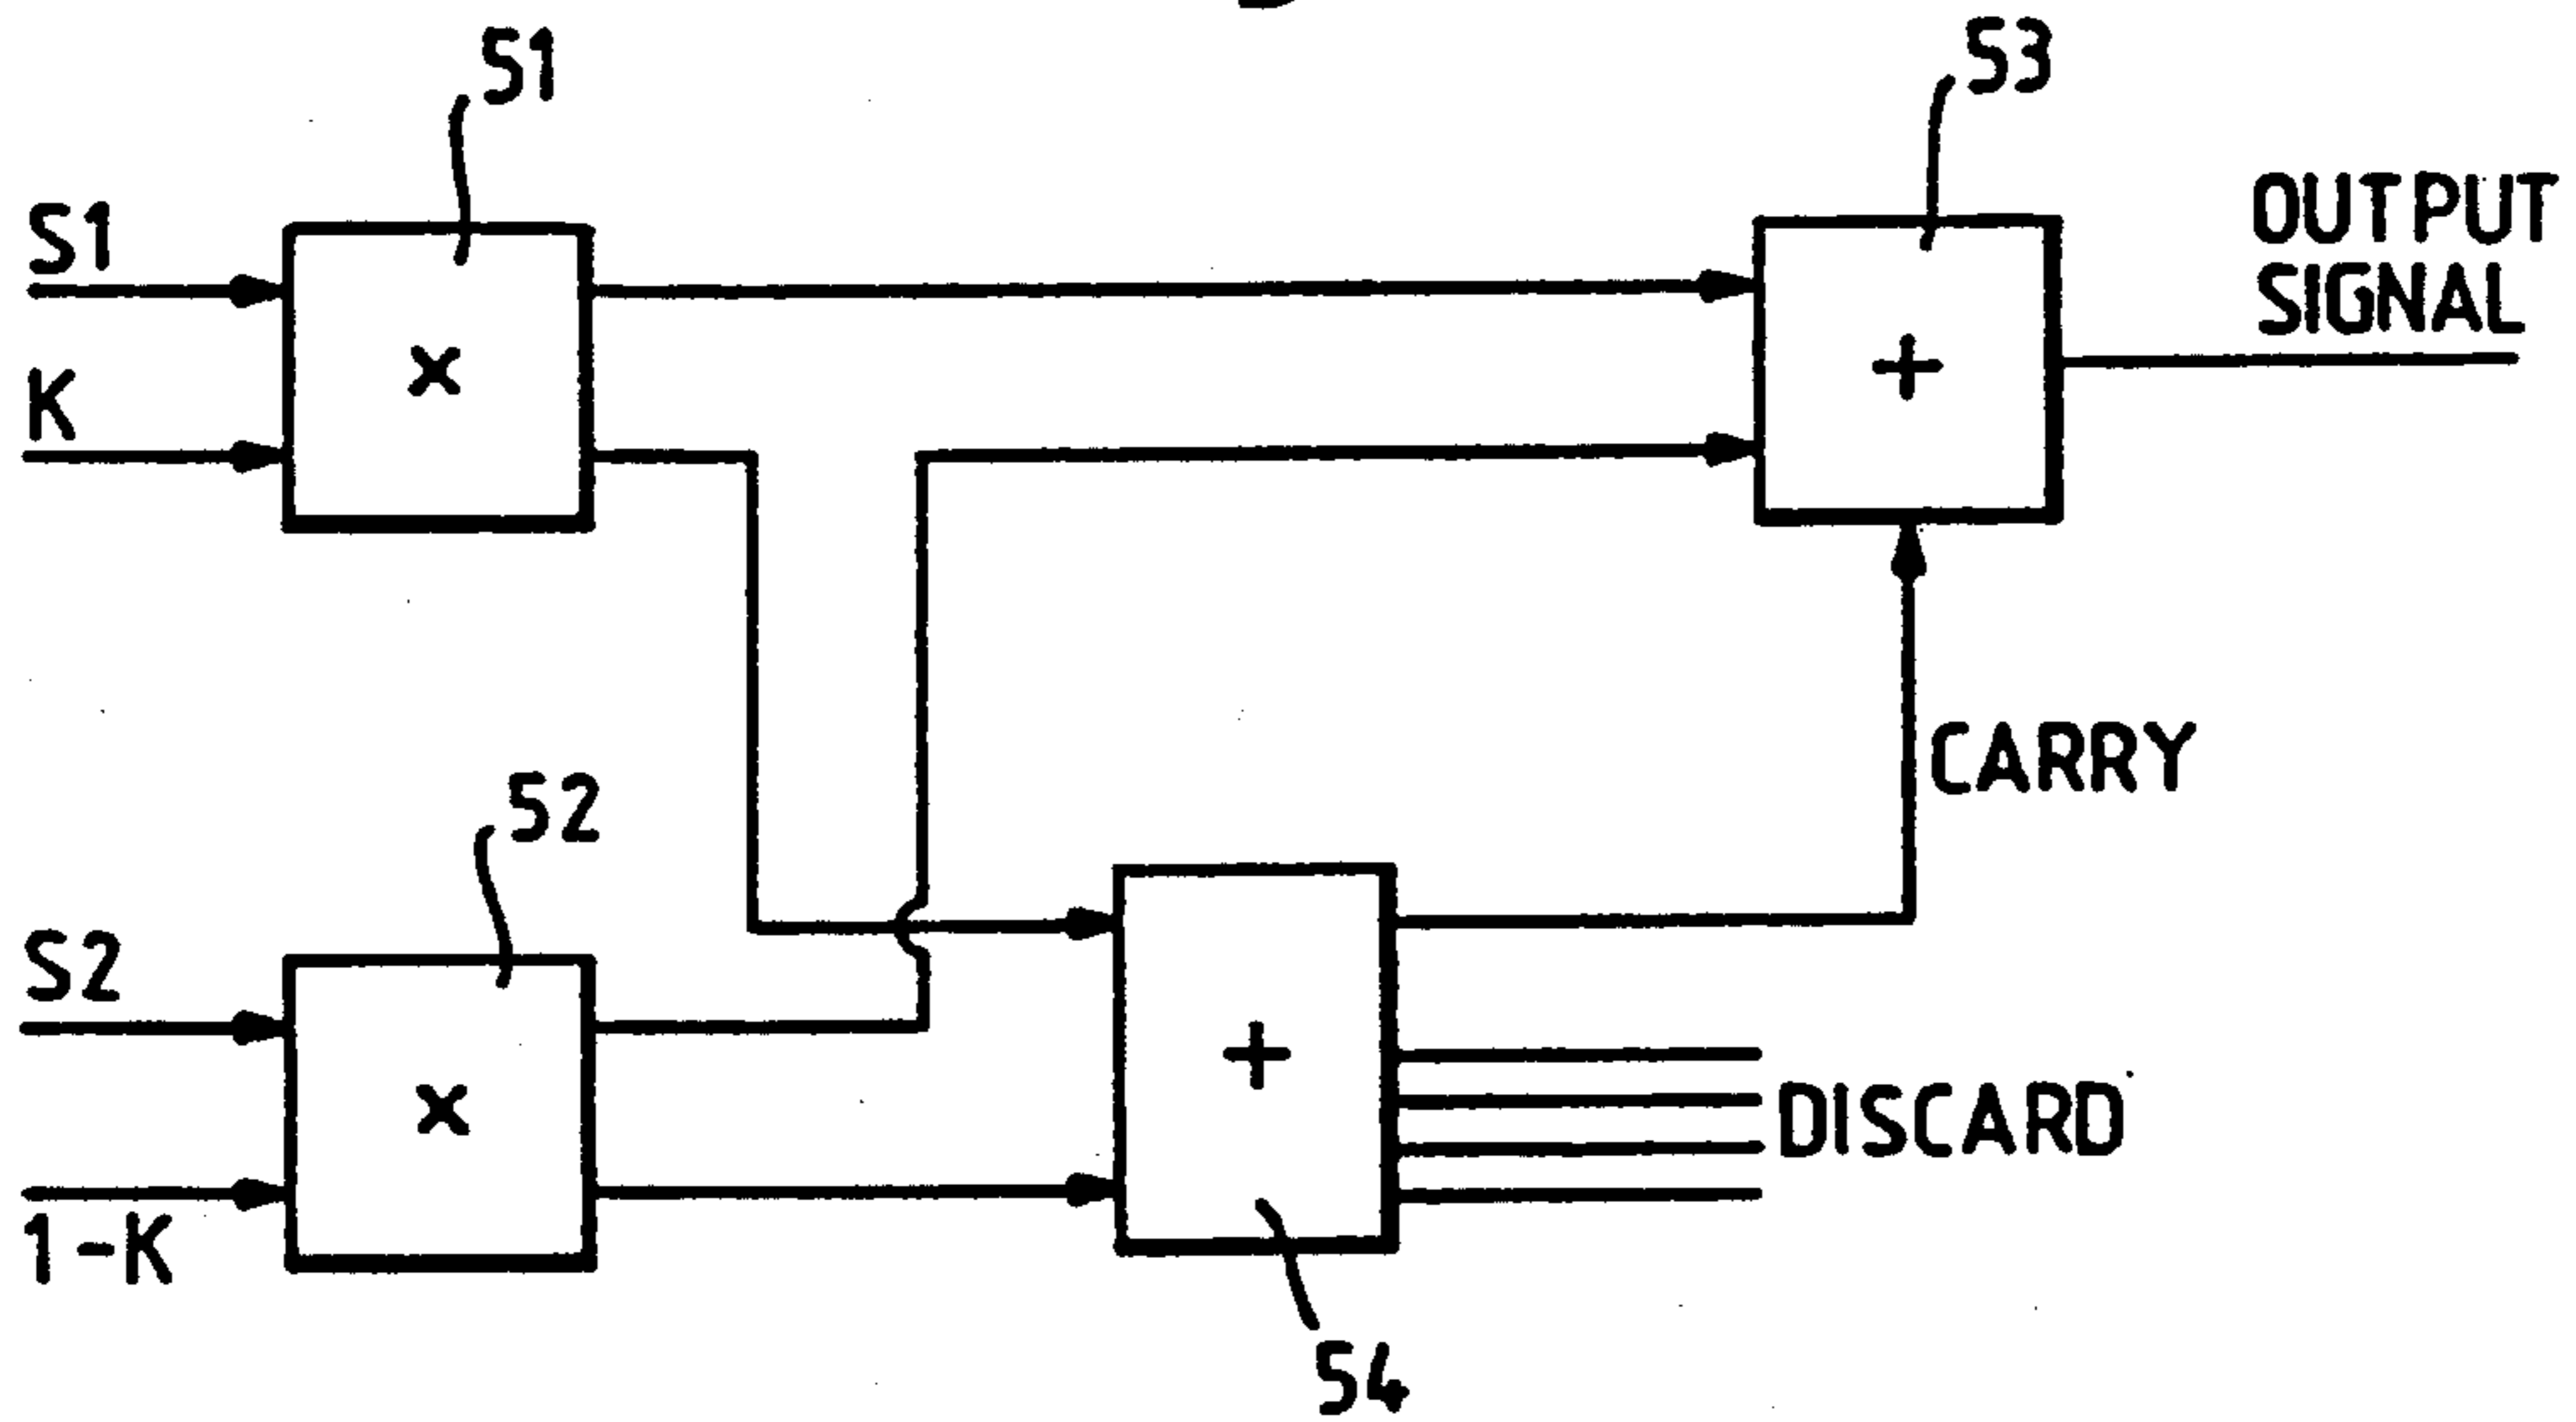 51
53
S1
OUTPUT
SIGNAL
x
+
K
CARRY
52
S2
+
x
DISCARD
1-K
54